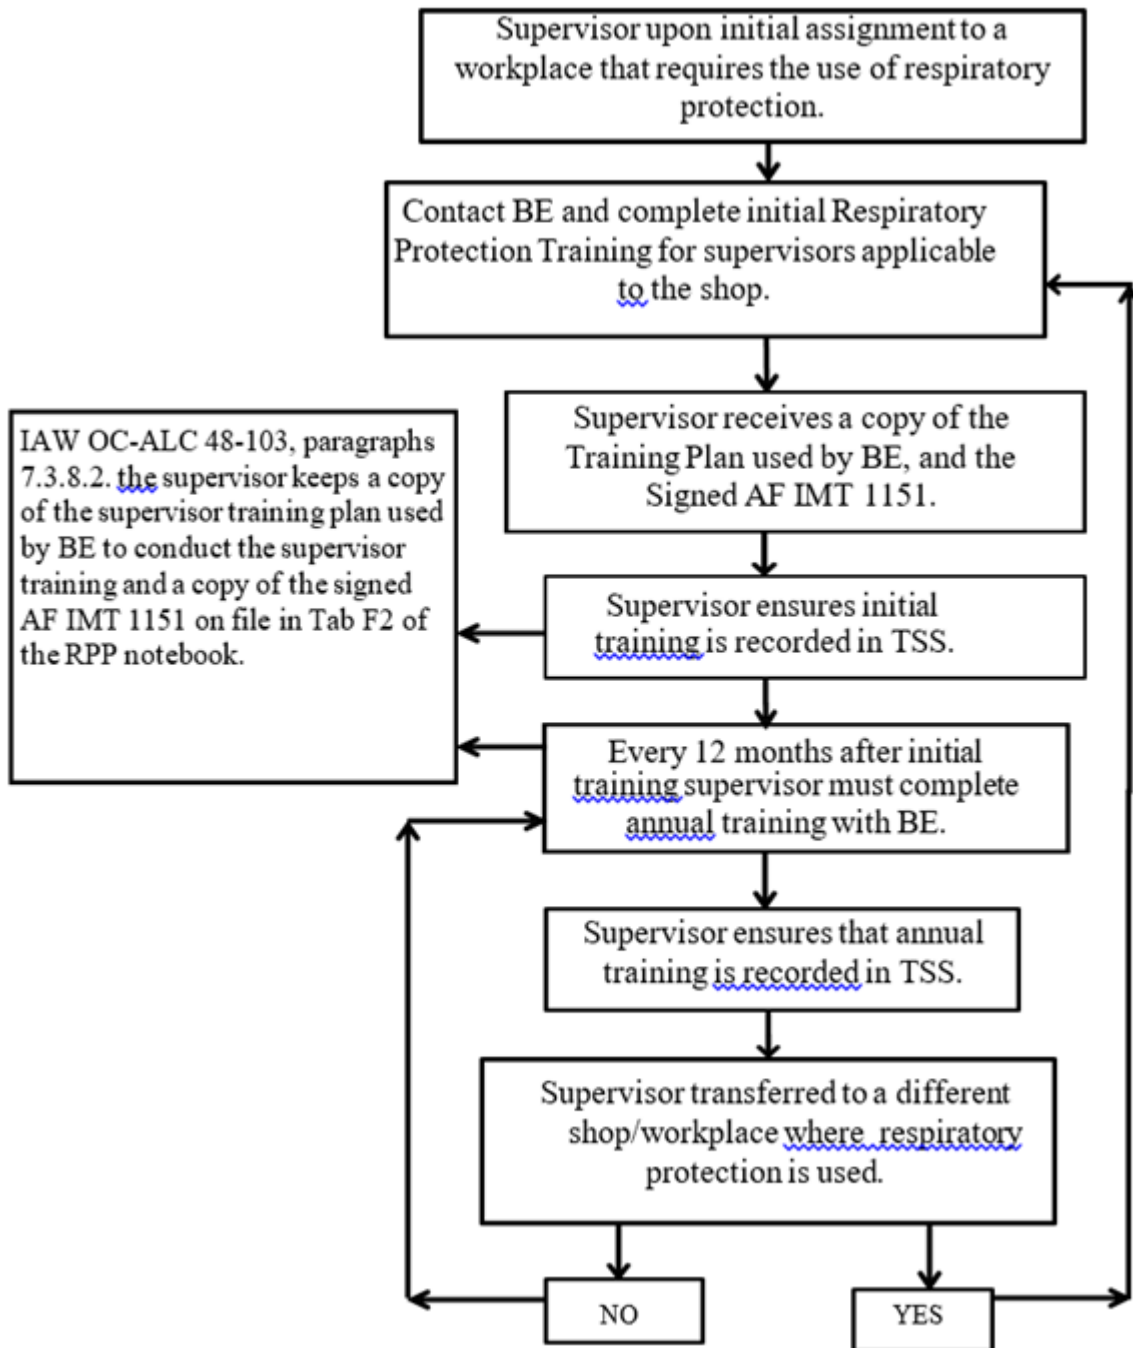 Supervisor upon initial assignment to a
workplace that requires the use of respiratory
protection.
Contact BE and complete initial Respiratory
Protection Training for supervisors applicable
to the shop.
Supervisor receives a copy of the
Training Plan used by BE, and the
Signed AF IMT 1151.
IAW OC-ALC 48-103, paragraphs
7.3.8.2. the supervisor keeps a copy
of the supervisor training plan used
by BE to conduct the supervisor
training and a copy of the signed
AF IMT 1151 on file in Tab F2 of
the RPP notebook.
Supervisor ensures initial
training is recorded in TSS.
Every 12 months after initial
training supervisor must complete
annual training with BE.
Supervisor ensures that annual
training is recorded in TSS.
Supervisor transferred to a different
shop/workplace where respiratory
protection is used.
NO
YES